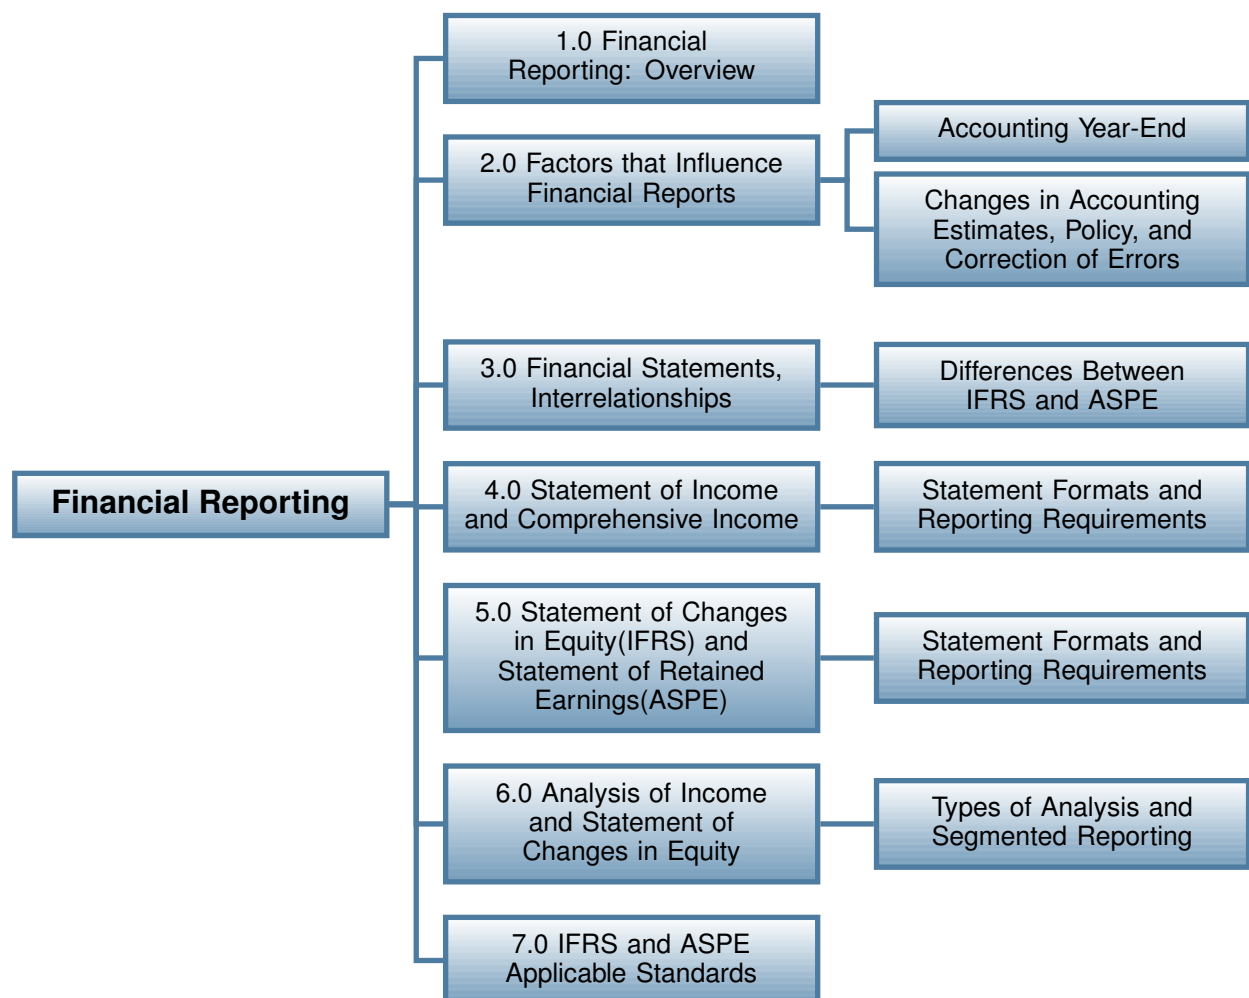 Financial Reporting
1.0 Financial
Reporting: Overview
2.0 Factors that Influence
Financial Reports
Accounting Year-End
Changes in Accounting
Estimates, Policy, and
Correction of Errors
3.0 Financial Statements,
Interrelationships
Differences Between
IFRS and ASPE
4.0 Statement of Income
and Comprehensive Income
Statement Formats and
Reporting Requirements
5.0 Statement of Changes
in Equity(IFRS) and
Statement of Retained
Earnings(ASPE)
Statement Formats and
Reporting Requirements
6.0 Analysis of Income
and Statement of
Changes in Equity
Types of Analysis and
Segmented Reporting
7.0 IFRS and ASPE
Applicable Standards